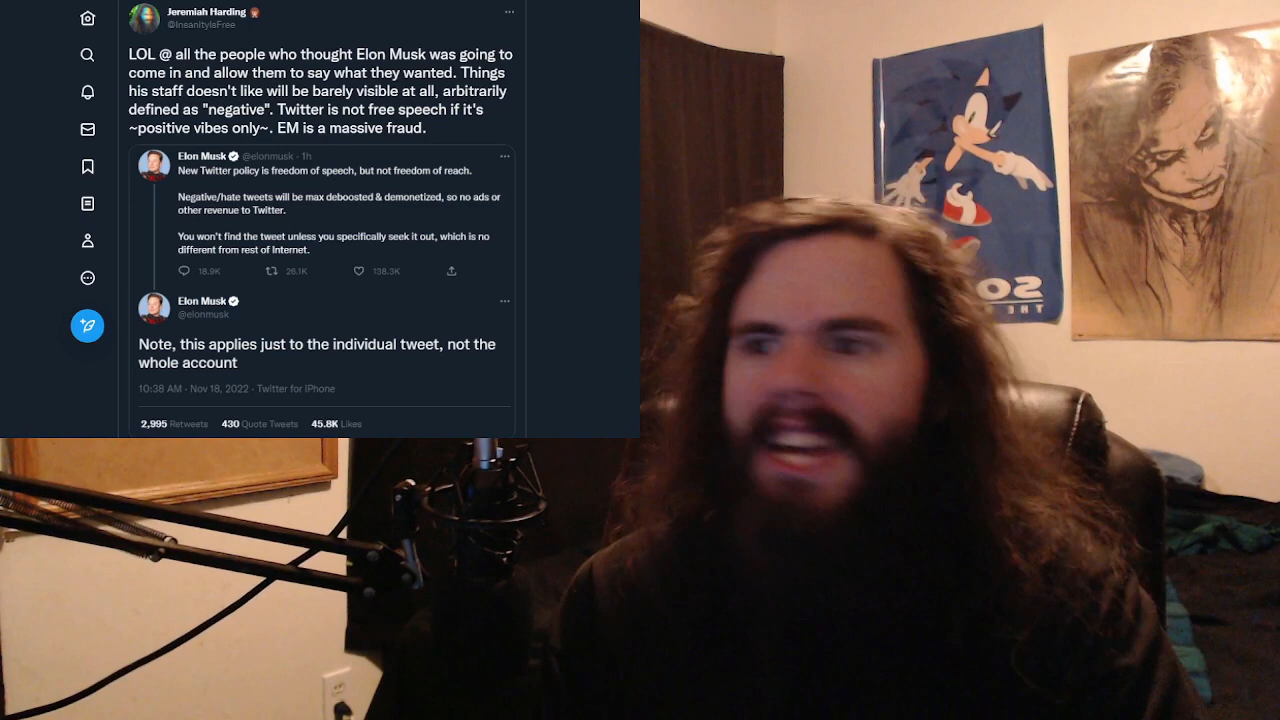 Jeremiah Harding
@InsanityIsFree
LOL @ all the people who thought Elon Musk was going to
come in and allow them to say what they wanted. Things
his staff doesn't like will be barely visible at all, arbitrarily
defined as "negative". Twitter is not free speech if it's
~positive vibes only~. EM is a massive fraud.
Elon Musk @elonmusk · 1h
New Twitter policy is freedom of speech, but not freedom of reach.
Negative/hate tweets will be max deboosted & demonetized, so no ads or
other revenue to Twitter.
You won't find the tweet unless you specifically seek it out, which is no
different from rest of Internet.
18.9K 26.1K 138.3K
Elon Musk
@elonmusk
Note, this applies just to the individual tweet, not the
whole account
10:38 AM · Nov 18, 2022 · Twitter for iPhone
2,995 Retweets 430 Quote Tweets 45.8K Likes
SO
TH